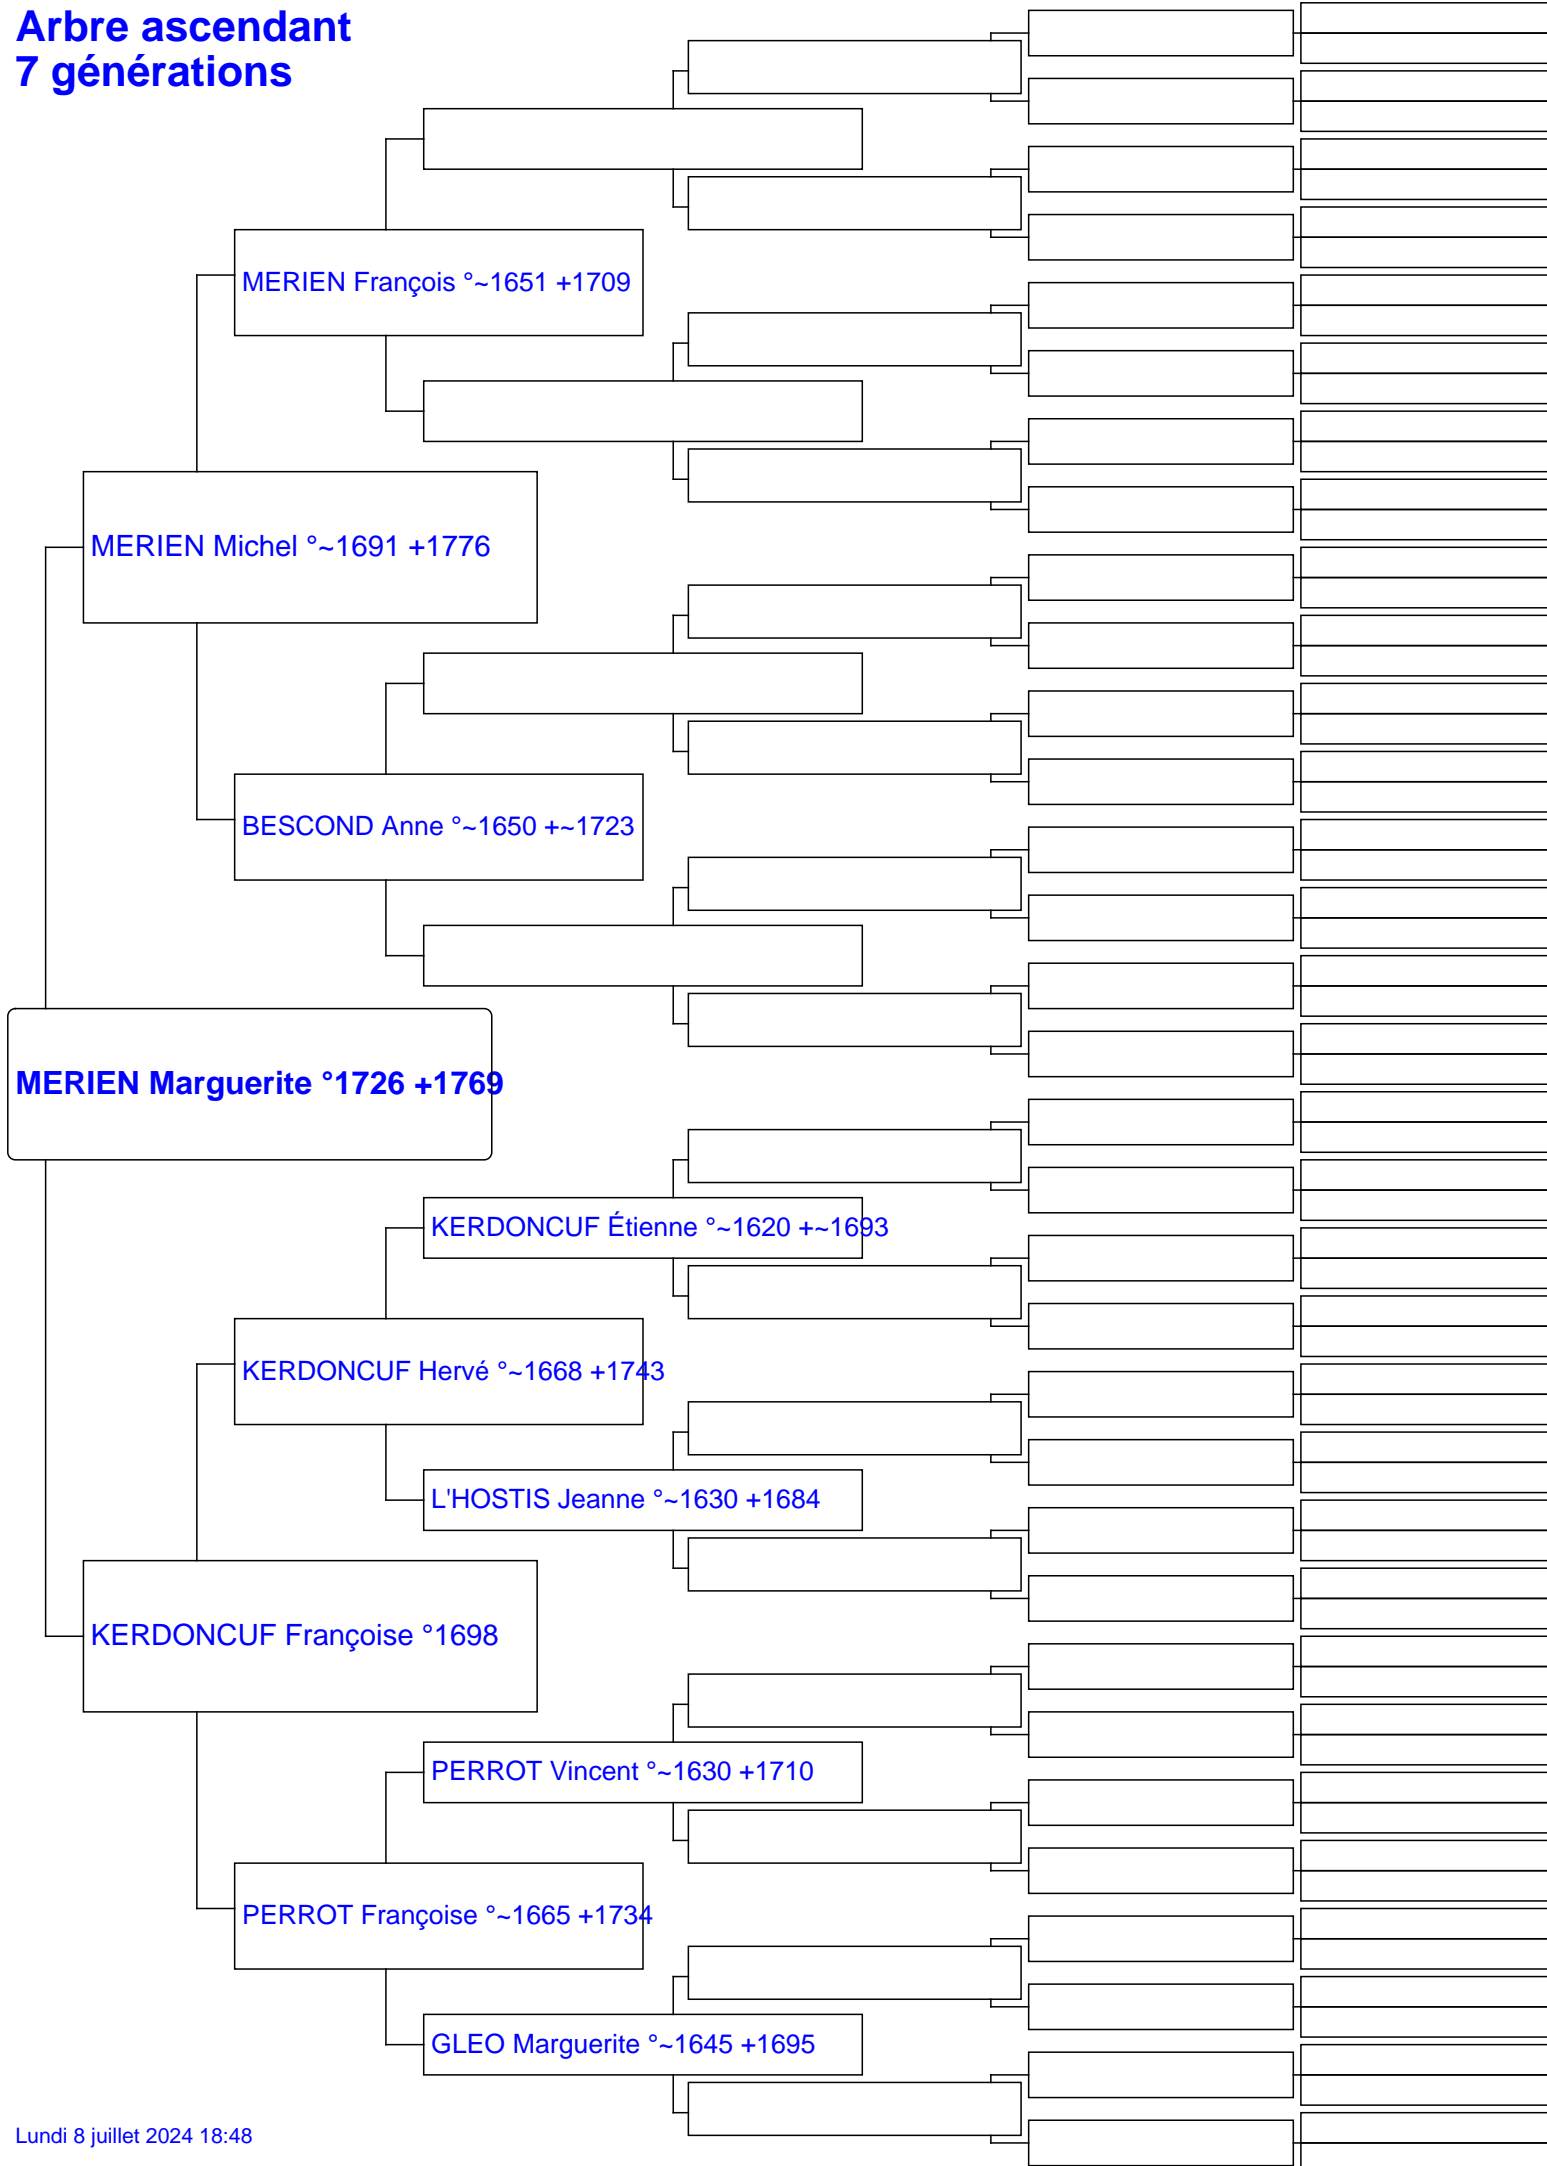 Arbre ascendant
7 générations
MERIEN François °~1651 +1709
MERIEN Michel °~1691 +1776
BESCOND Anne °~1650 +~1723
MERIEN Marguerite °1726 +1769
KERDONCUF Étienne °~1620 +~1693
KERDONCUF Hervé °~1668 +1743
L'HOSTIS Jeanne °~1630 +1684
KERDONCUF Françoise °1698
PERROT Vincent °~1630 +1710
PERROT Françoise °~1665 +1734
GLEO Marguerite °~1645 +1695
Lundi 8 juillet 2024 18:48